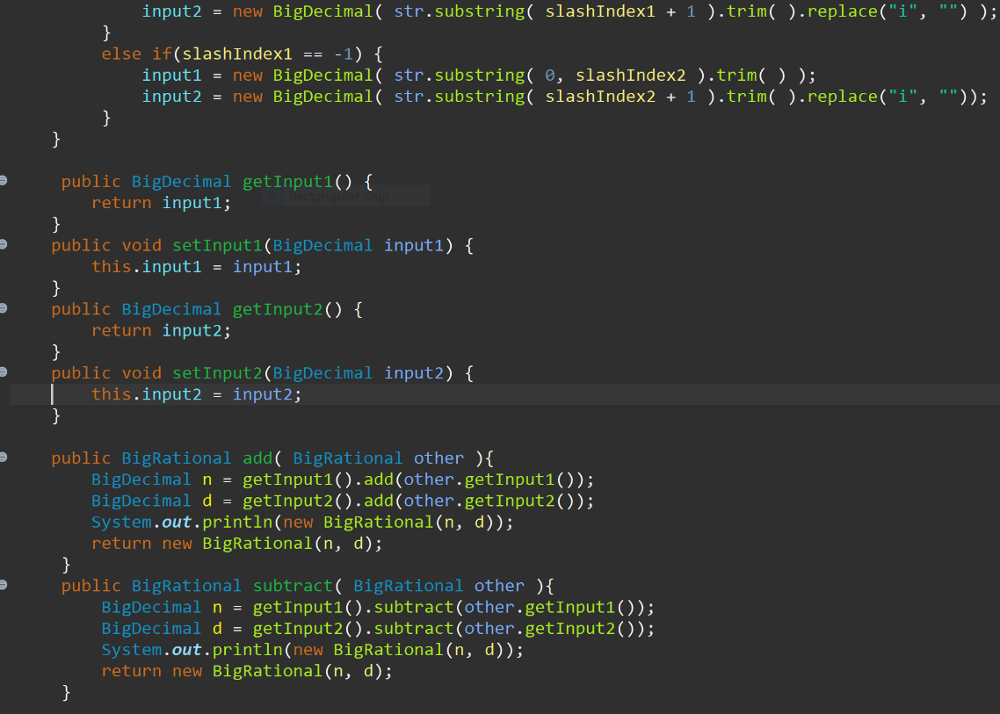 input2 = new BigDecimal( str.substring( slashIndex1 + 1 ).trim( ).replace("i", "") );
}
else if(slashIndex1 == -1) {
input1 = new BigDecimal( str.substring( 0, slashIndex2 ).trim( ) );
input2 = new BigDecimal( str.substring( slashIndex2 + 1 ).trim( ).replace("i", ""));
}
}
public BigDecimal getInput1() {
Rectangular Snip
return input1;
}
public void setInput1(BigDecimal input1) {
this.input1 = input1;
}
public BigDecimal getInput2() {
return input2;
}
public void setInput2(BigDecimal input2) {
this.input2 = input2;
}
public BigRational add( BigRational other ){
BigDecimal n = getInput1().add(other.getInput1());
BigDecimal d = getInput2().add(other.getInput2());
System.out.println(new BigRational(n, d));
return new BigRational(n, d);
}
public BigRational subtract( BigRational other ){
BigDecimal n = getInput1().subtract(other.getInput1());
BigDecimal d = getInput2().subtract(other.getInput2());
System.out.println(new BigRational(n, d));
return new BigRational(n, d);
}